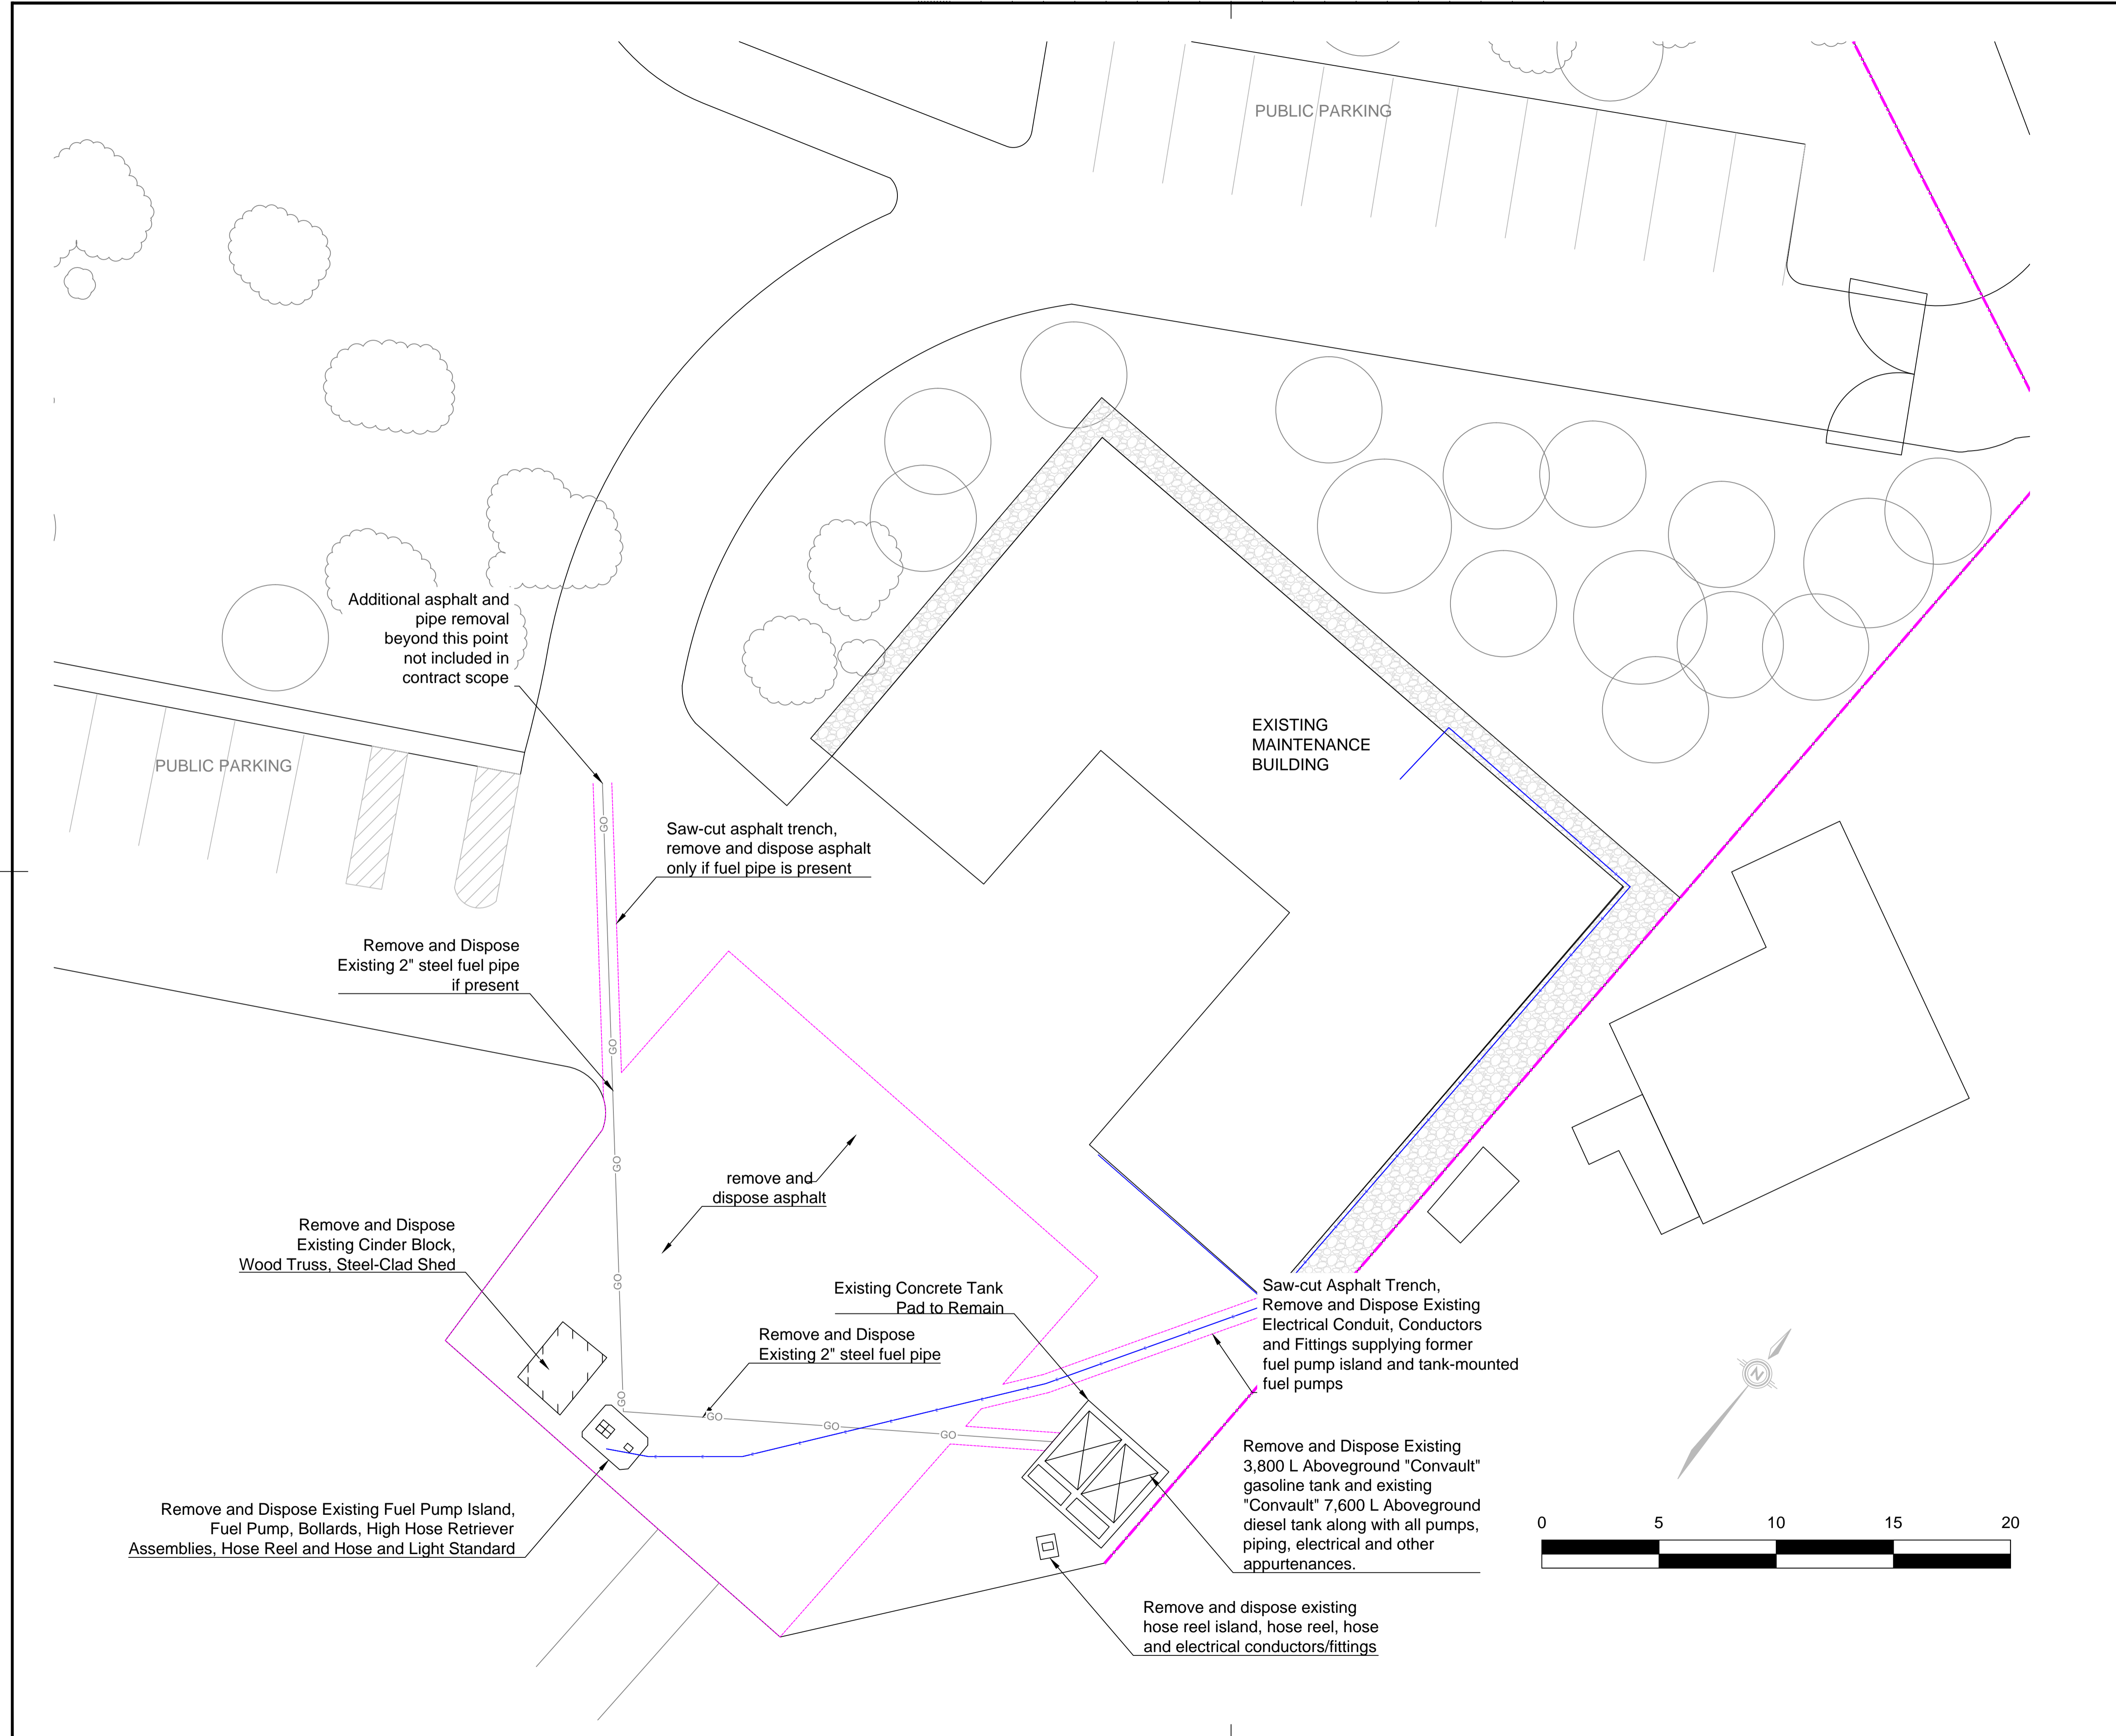 PUBLIC PARKING
Additional asphalt and
pipe removal
beyond this point
not included in
contract scope
EXISTING
MAINTENANCE
BUILDING
PUBLIC PARKING
GO
Saw-cut asphalt trench,
remove and dispose asphalt
only if fuel pipe is present
Remove and Dispose
Existing 2" steel fuel pipe
if present
GO
GO
remove and
dispose asphalt
Remove and Dispose
Existing Cinder Block,
Wood Truss, Steel-Clad Shed
GO
Existing Concrete Tank
Pad to Remain
Saw-cut Asphalt Trench,
Remove and Dispose Existing
Electrical Conduit, Conductors
and Fittings supplying former
fuel pump island and tank-mounted
fuel pumps
Remove and Dispose
Existing 2" steel fuel pipe
N
GO
GO
GO
GO
Remove and Dispose Existing
3,800 L Aboveground "Convault"
gasoline tank and existing
"Convault" 7,600 L Aboveground
diesel tank along with all pumps,
piping, electrical and other
appurtenances.
Remove and Dispose Existing Fuel Pump Island,
Fuel Pump, Bollards, High Hose Retriever
Assemblies, Hose Reel and Hose and Light Standard
0 5 10 15 20
Remove and dispose existing
hose reel island, hose reel, hose
and electrical conductors/fittings